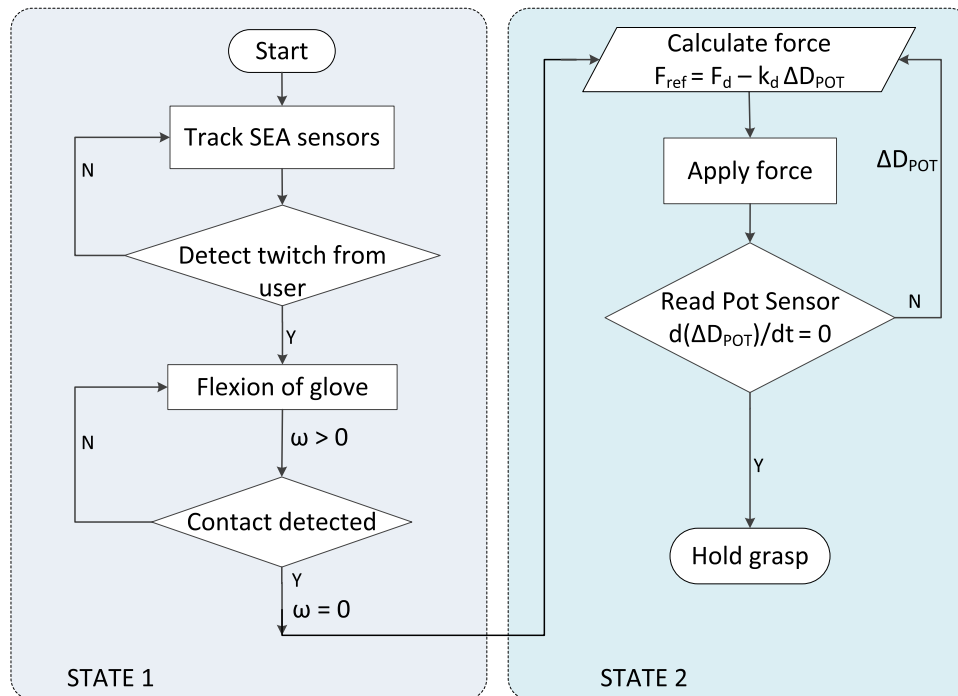 Start
Track SEA sensors
N
Detect twitch from
user
Y
Flexion of glove
N
ω > 0
Contact detected
Y
ω = 0
STATE 1
Calculate force
F_ref = F_d – k_d ΔD_POT
Apply force
ΔD_POT
Read Pot Sensor
d(ΔD_POT)/dt = 0
N
Y
Hold grasp
STATE 2